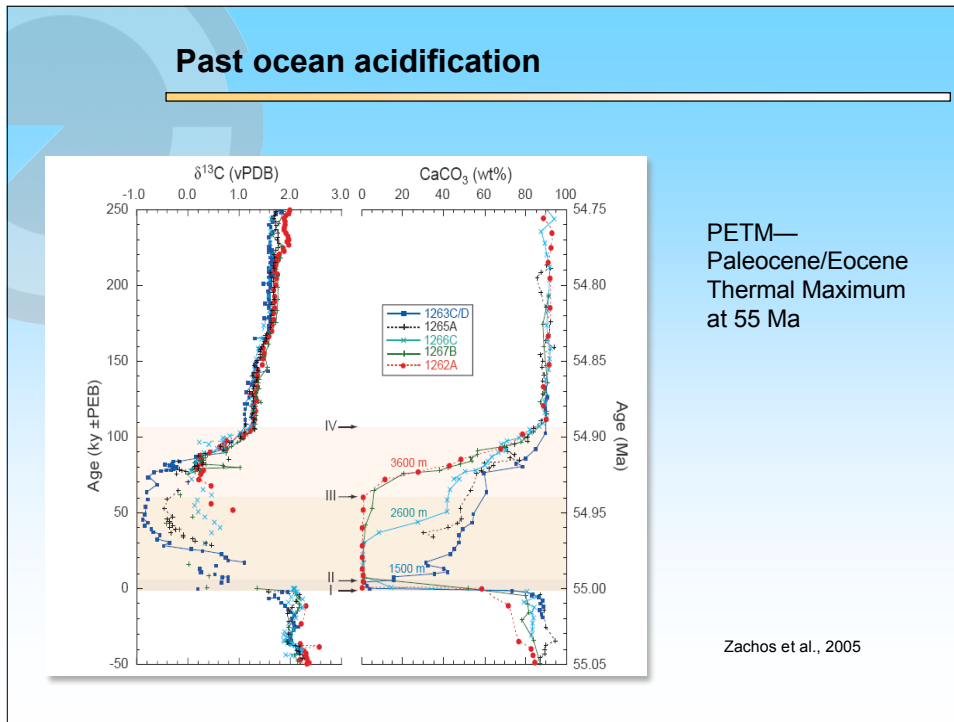 Past ocean acidification
δ¹³C (vPDB)
CaCO₃ (wt%)
-1.0 0.0 1.0 2.0 3.0 0 20 40 60 80 100
250 54.75
200 54.80
150 54.85
100 54.90
50 54.95
0 55.00
-50 55.05
Age (ky ±PEB)
Age (Ma)
1263C/D
1265A
1266C
1267B
1262A
IV
3600 m
III
2600 m
1500 m
II
I
PETM—
Paleocene/Eocene
Thermal Maximum
at 55 Ma
Zachos et al., 2005